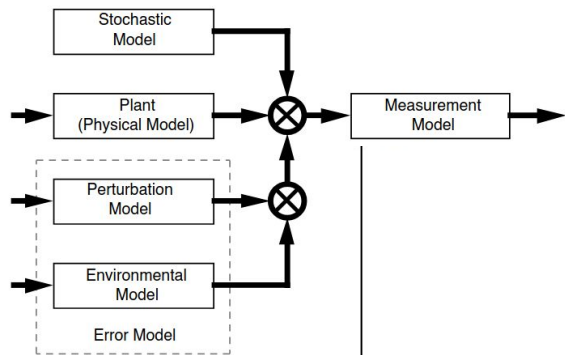 Stochastic
Model
Plant
(Physical Model)
Measurement
Model
Perturbation
Model
Environmental
Model
Error Model